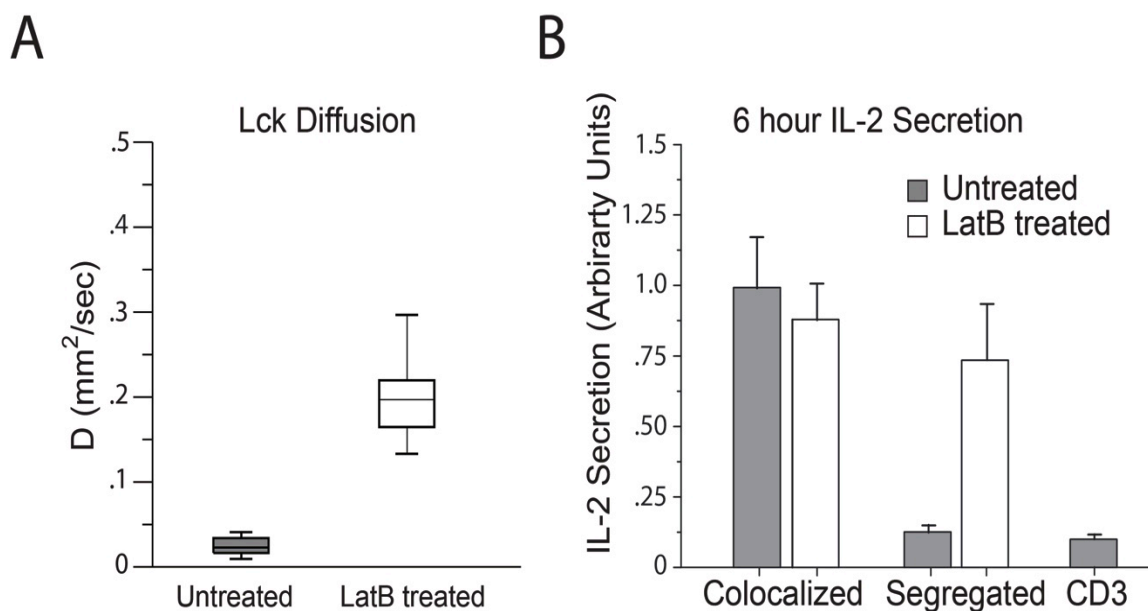 A
Lck Diffusion
D (mm²/sec)
.5
.4
.3
.2
.1
0
Untreated
LatB treated
B
6 hour IL-2 Secretion
IL-2 Secretion (Arbirarty Units)
1.5
1.25
1.0
.75
.50
.25
0
Untreated
LatB treated
Colocalized
Segregated
CD3